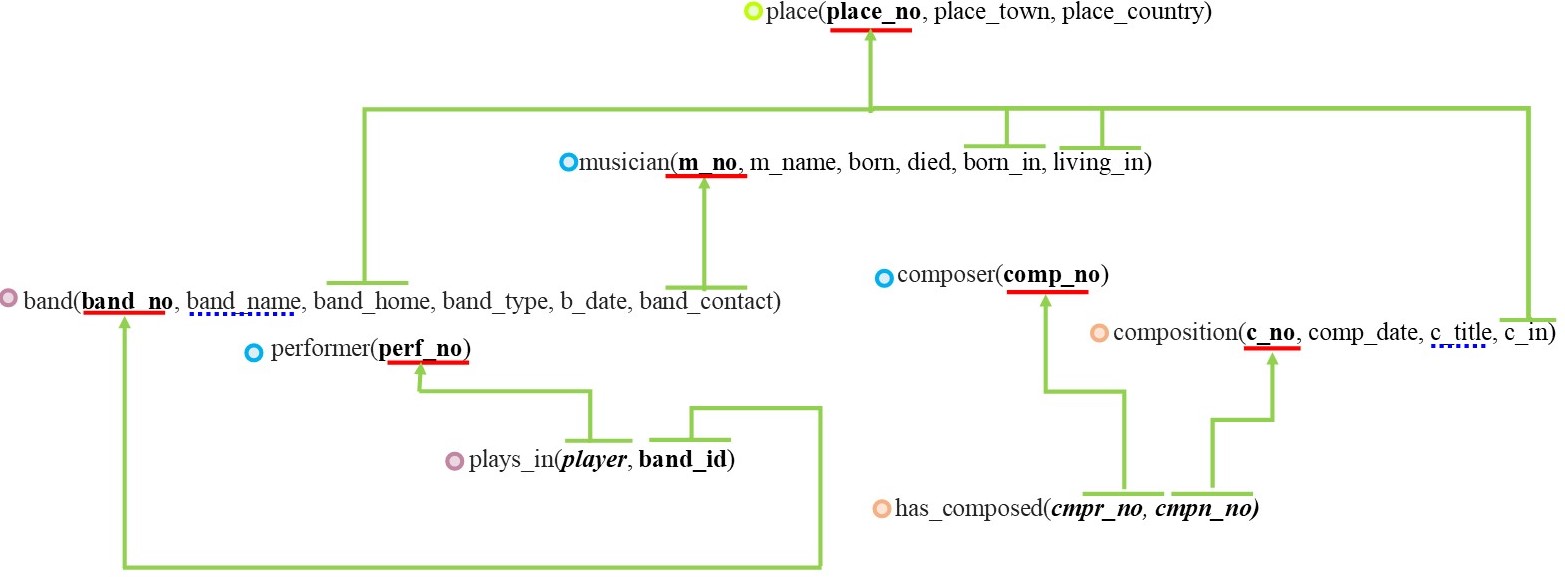 place(place_no, place_town, place_country)
musician(m_no, m_name, born, died, born_in, living_in)
composer(comp_no)
band(band_no, band_name, band_home, band_type, b_date, band_contact)
composition(c_no, comp_date, c_title, c_in)
performer(perf_no)
plays_in(player, band_id)
has_composed(cmpr_no, cmpn_no)